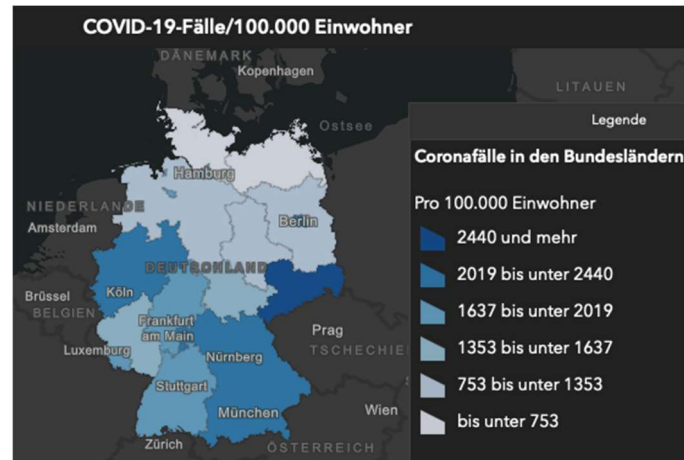 COVID-19-Fälle/100.000 Einwohner
DÄNEMARK
Kopenhagen
LITAUEN
Ostsee
Hamburg
NIEDERLANDE
Berlin
Amsterdam
DEUTSCHLAND
Köln
Brüssel
BELGIEN
Frankfurt
am Main
Prag
Luxemburg
Nürnberg
TSCHECHIE
Stuttgart
München
Wien
Zürich
ÖSTERREICH
Legende
Coronafälle in den Bundesländern
Pro 100.000 Einwohner
2440 und mehr
2019 bis unter 2440
1637 bis unter 2019
1353 bis unter 1637
753 bis unter 1353
bis unter 753